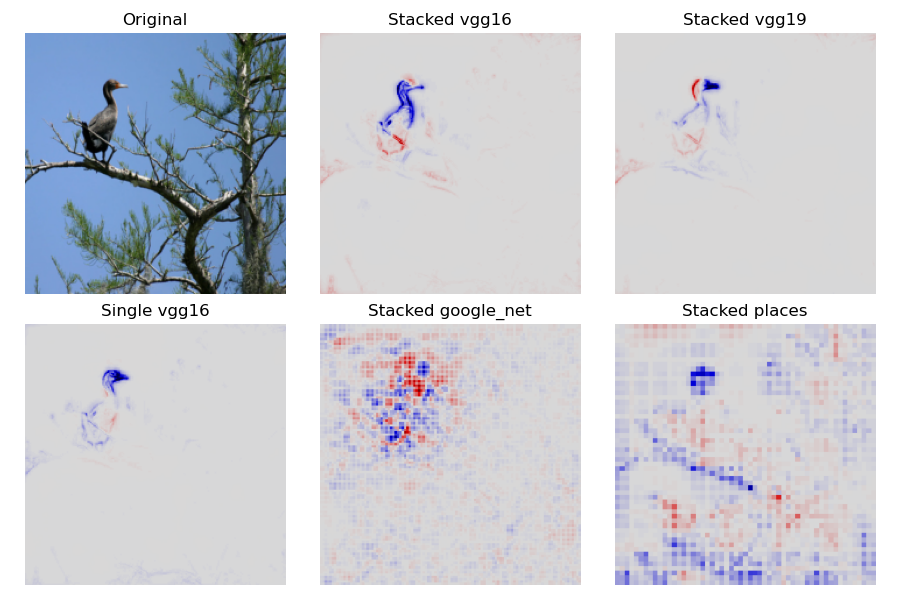 Original
Stacked vgg16
Stacked vgg19
Single vgg16
Stacked google_net
Stacked places